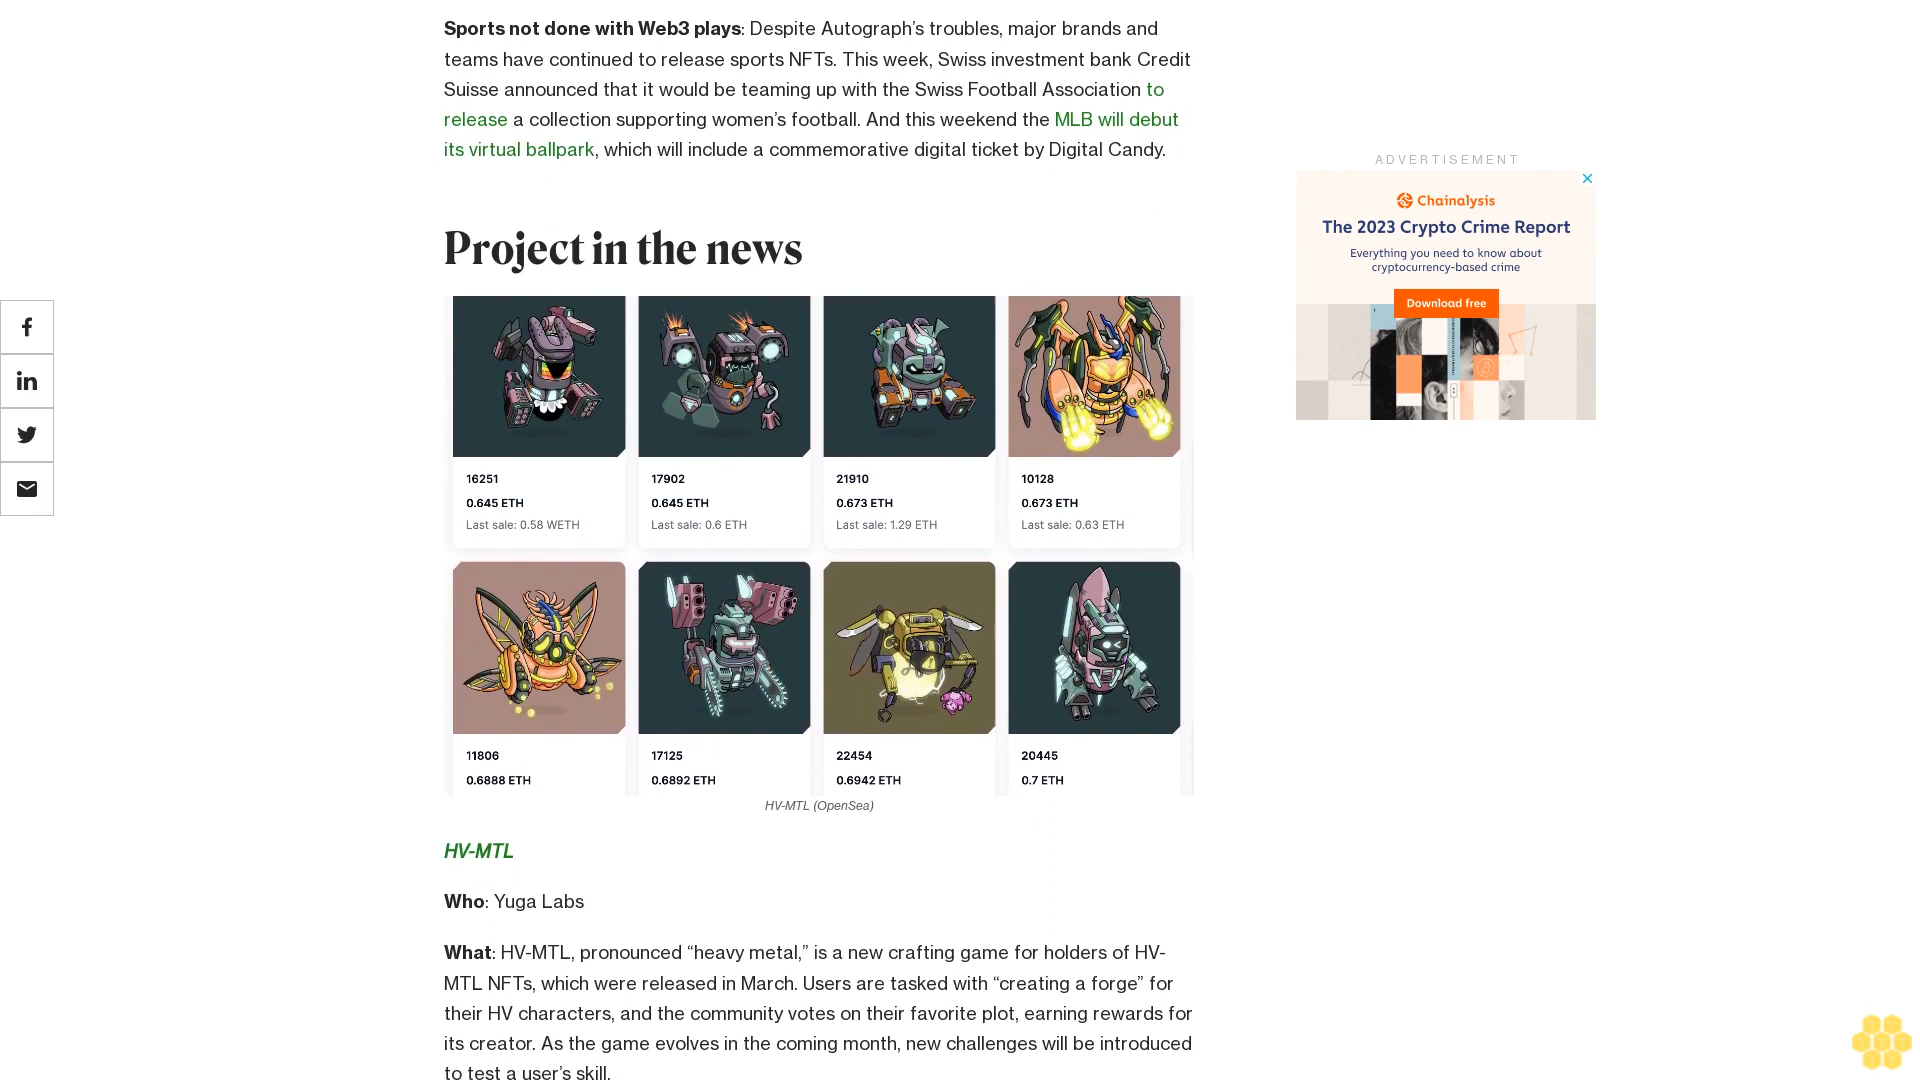 Sports not done with Web3 plays: Despite Autograph’s troubles, major brands and
teams have continued to release sports NFTs. This week, Swiss investment bank Credit
Suisse announced that it would be teaming up with the Swiss Football Association to
release a collection supporting women’s football. And this weekend the MLB will debut
its virtual ballpark, which will include a commemorative digital ticket by Digital Candy.
ADVERTISEMENT
Chainalysis
The 2023 Crypto Crime Report
Everything you need to know about
cryptocurrency-based crime
Download free
Project in the news
16251
0.645 ETH
Last sale: 0.58 WETH
17902
0.645 ETH
Last sale: 0.6 ETH
21910
0.673 ETH
Last sale: 1.29 ETH
10128
0.673 ETH
Last sale: 0.63 ETH
11806
0.6888 ETH
17125
0.6892 ETH
22454
0.6942 ETH
20445
0.7 ETH
HV-MTL (OpenSea)
HV-MTL
Who: Yuga Labs
What: HV-MTL, pronounced “heavy metal,” is a new crafting game for holders of HV-
MTL NFTs, which were released in March. Users are tasked with “creating a forge” for
their HV characters, and the community votes on their favorite plot, earning rewards for
its creator. As the game evolves in the coming month, new challenges will be introduced
to test a user’s skill.